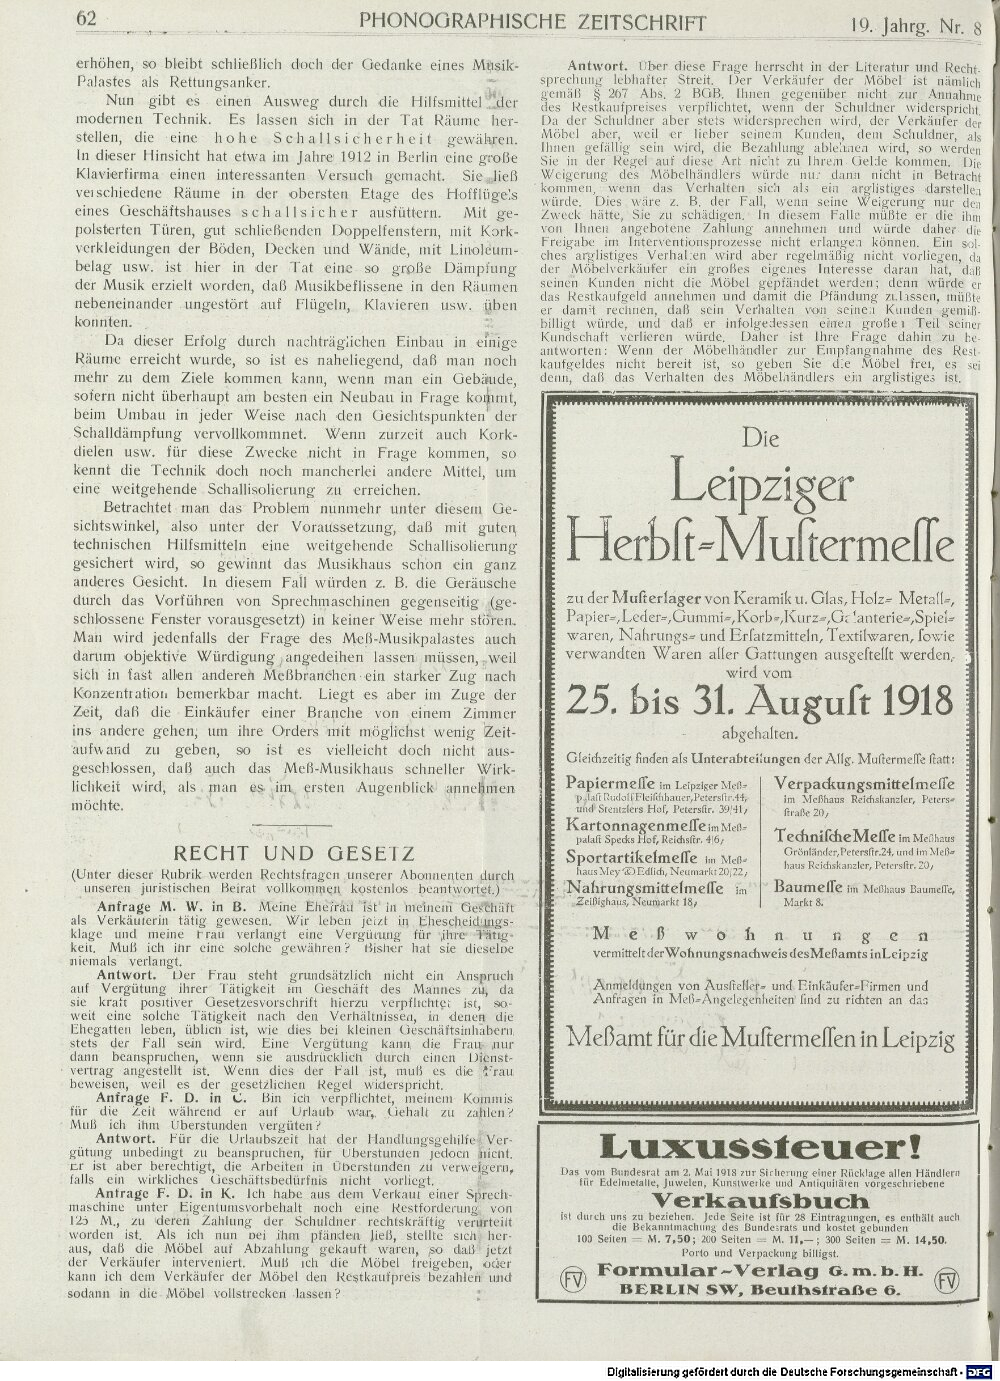 62
PHONOGRAPHISCHE ZEITSCHRIFT
19. Jahrg. Nr. 8
erhöhen, so bleibt schließlich doch der Gedanke eines Musik-
Palastes als Rettungsanker.
Nun gibt es einen Ausweg durch die Hilfsmittel der
modernen Technik. Es lassen sich in der Tat Räume her-
stellen, die eine hohe Schallsicherheit gewähren.
In dieser Hinsicht hat etwa im Jahre 1912 in Berlin eine große
Klavierfirma einen interessanten Versuch gemacht. Sie ließ
verschiedene Räume in der obersten Etage des Hofflügels
eines Geschäftshauses schallsicher ausfüttern. Mit ge-
polsterten Türen, gut schließenden Doppelfenstern, mit Kork-
verkleidungen der Böden, Decken und Wände, mit Linoleum-
belag usw. ist hier in der Tat eine so große Dämpfung
der Musik erzielt worden, daß Musikbeflissene in den Räumen
nebeneinander ungestört auf Flügeln, Klavieren usw. üben
konnten.
Da dieser Erfolg durch nachträglichen Einbau in einige
Räume erreicht wurde, so ist es naheliegend, daß man noch
mehr zu dem Ziele kommen kann, wenn man ein Gebäude,
sofern nicht überhaupt am besten ein Neubau in Frage kommt,
beim Umbau in jeder Weise nach den Gesichtspunkten der
Schalldämpfung vervollkommnet. Wenn zurzeit auch Kork-
dielen usw. für diese Zwecke nicht in Frage kommen, so
kennt die Technik doch noch mancherlei andere Mittel, um
eine weitgehende Schallisolierung zu erreichen.
Betrachtet man das Problem nunmehr unter diesem Ge-
sichtswinkel, also unter der Voraussetzung, daß mit guten
technischen Hilfsmitteln eine weitgehende Schallisolierung
gesichert wird, so gewinnt das Musikhaus schon ein ganz
anderes Gesicht. In diesem Fall würden z. B. die Geräusche
durch das Vorführen von Sprechmaschinen gegenseitig (ge-
schlossene Fenster vorausgesetzt) in keiner Weise mehr stören.
Man wird jedenfalls der Frage des Meß-Musikpalastes auch
darum objektive Würdigung angedeihen lassen müssen, weil
sich in fast allen anderen Meßbranchen ein starker Zug nach
Konzentration bemerkbar macht. Liegt es aber im Zuge der
Zeit, daß die Einkäufer einer Branche von einem Zimmer
ins andere gehen, um ihre Orders mit möglichst wenig Zeit-
aufwand zu geben, so ist es vielleicht doch nicht aus-
geschlossen, daß auch das Meß-Musikhaus schneller Wirk-
lichkeit wird, als man es im ersten Augenblick annehmen
möchte.
RECHT UND GESETZ
(Unter dieser Rubrik werden Rechtsfragen unserer Abonnenten durch
unseren juristischen Beirat vollkommen kostenlos beantwortet.)
Anfrage M. W. in B. Meine Ehefrau ist in meinem Geschäft
als Verkäuferin tätig gewesen. Wir leben jetzt in Ehescheidungs-
klage und meine Frau verlangt eine Vergütung für ihre Tätig-
keit. Muß ich ihr eine solche gewähren? Bisher hat sie dieselbe
niemals verlangt.
Antwort. Der Frau steht grundsätzlich nicht ein Anspruch
auf Vergütung ihrer Tätigkeit im Geschäft des Mannes zu, da
sie kraft positiver Gesetzesvorschrift hierzu verpflichtet ist, so-
weit eine solche Tätigkeit nach den Verhältnissen, in denen die
Ehegatten leben, üblich ist, wie dies bei kleinen Geschäftsinhabern
stets der Fall sein wird. Eine Vergütung kann die Frau nur
dann beanspruchen, wenn sie ausdrücklich durch einen Dienst-
vertrag angestellt ist. Wenn dies der Fall ist, muß es die Frau
beweisen, weil es der gesetzlichen Regel widerspricht.
Anfrage F. D. in C. Bin ich verpflichtet, meinem Kommis
für die Zeit während er auf Urlaub war, Gehalt zu zahlen?
Muß ich ihm Überstunden vergüten?
Antwort. Für die Urlaubszeit hat der Handlungsgehilfe Ver-
gütung unbedingt zu beanspruchen, für Überstunden jedoch nicht.
Er ist aber berechtigt, die Arbeiten in Überstunden zu verweigern,
falls ein wirkliches Geschäftsbedürfnis nicht vorliegt.
Anfrage F. D. in K. Ich habe aus dem Verkauf einer Sprech-
maschine unter Eigentumsvorbehalt noch eine Restforderung von
125 M., zu deren Zahlung der Schuldner rechtskräftig verurteilt
worden ist. Als ich nun bei ihm pfänden ließ, stellte sich her-
aus, daß die Möbel auf Abzahlung gekauft waren, so daß jetzt
der Verkäufer interveniert. Muß ich die Möbel freigeben, oder
kann ich dem Verkäufer der Möbel den Restkaufpreis bezahlen und
sodann in die Möbel vollstrecken lassen?
Antwort. Über diese Frage herrscht in der Literatur und Recht-
sprechung lebhafter Streit. Der Verkäufer der Möbel ist nämlich
gemäß § 267 Abs. 2 BGB. Ihnen gegenüber nicht zur Annahme
des Restkaufpreises verpflichtet, wenn der Schuldner widerspricht.
Da der Schuldner aber stets widersprechen wird, der Verkäufer der
Möbel aber, weil er lieber seinem Kunden, dem Schuldner, als
Ihnen gefällig sein wird, die Bezahlung ablehnen wird, so werden
Sie in der Regel auf diese Art nicht zu Ihrem Gelde kommen. Die
Weigerung des Möbelhändlers würde nur dann nicht in Betracht
kommen, wenn das Verhalten sich als ein arglistiges darstellen
würde. Dies wäre z. B. der Fall, wenn seine Weigerung nur den
Zweck hätte, Sie zu schädigen. In diesem Falle müßte er die ihm
von Ihnen angebotene Zahlung annehmen und würde daher die
Freigabe im Interventionsprozesse nicht erlangen können. Ein sol-
ches arglistiges Verhalten wird aber regelmäßig nicht vorliegen, da
der Möbelverkäufer ein großes eigenes Interesse daran hat, daß
seinen Kunden nicht die Möbel gepfändet werden; denn würde er
das Restkaufgeld annehmen und damit die Pfändung zulassen, müßte
er damit rechnen, daß sein Verhalten von seinen Kunden gemiß-
billigt würde, und daß er infolgedessen einen großen Teil seiner
Kundschaft verlieren würde. Daher ist Ihre Frage dahin zu be-
antworten: Wenn der Möbelhändler zur Empfangnahme des Rest-
kaufgeldes nicht bereit ist, so geben Sie die Möbel frei, es sei
denn, daß das Verhalten des Möbelhändlers ein arglistiges ist.
Die
Leipziger
Herbſt-Muſtermeſſe
zu der Muſterlager von Keramik u. Glas, Holz- Metall-,
Papier-, Leder-, Gummi-, Korb-, Kurz-, Galanterie-, Spiel-
waren, Nahrungs- und Erſatzmitteln, Textilwaren, ſowie
verwandten Waren aller Gattungen ausgeſtellt werden,
wird vom
25. bis 31. Auguſt 1918
abgehalten.
Gleichzeitig finden als Unterabteilungen der Allg. Muſtermeſſe ſtatt:
Papiermeſſe im Leipziger Meß-
palaſt Rudolf Fleiſchhauer, Petersſtr. 44,
und Stentzlers Hof, Petersſtr. 39/41,
Kartonnagenmeſſe im Meß-
palaſt Specks Hof, Reichsſtr. 4/6,
Sportartikelmeſſe im Meß-
haus Mey & Edlich, Neumarkt 20/22,
Nahrungsmittelmeſſe im
Zeißighaus, Neumarkt 18,
Verpackungsmittelmeſſe
im Meßhaus Reichskanzler, Peters-
ſtraße 20,
Techniſche Meſſe im Meßhaus
Grönländer, Petersſtr. 24, und im Meß-
haus Reichskanzler, Petersſtr. 20,
Baumeſſe im Meßhaus Baumeſſe,
Markt 8.
Meßwohnungen
vermittelt der Wohnungsnachweis des Meßamts in Leipzig
Anmeldungen von Ausſteller- und Einkäufer-Firmen und
Anfragen in Meß-Angelegenheiten ſind zu richten an das
Meßamt für die Muſtermeſſen in Leipzig
Luxussteuer!
Das vom Bundesrat am 2. Mai 1918 zur Sicherung einer Rücklage allen Händlern
für Edelmetalle, Juwelen, Kunstwerke und Antiquitäten vorgeschriebene
Verkaufsbuch
ist durch uns zu beziehen. Jede Seite ist für 28 Eintragungen, es enthält auch
die Bekanntmachung des Bundesrats und kostet gebunden
100 Seiten = M. 7,50; 200 Seiten = M. 11,—; 300 Seiten = M. 14,50.
Porto und Verpackung billigst.
FV
Formular-Verlag G. m. b. H.
BERLIN SW, Beuthstraße 6.
FV
Digitalisierung gefördert durch die Deutsche Forschungsgemeinschaft - DFG